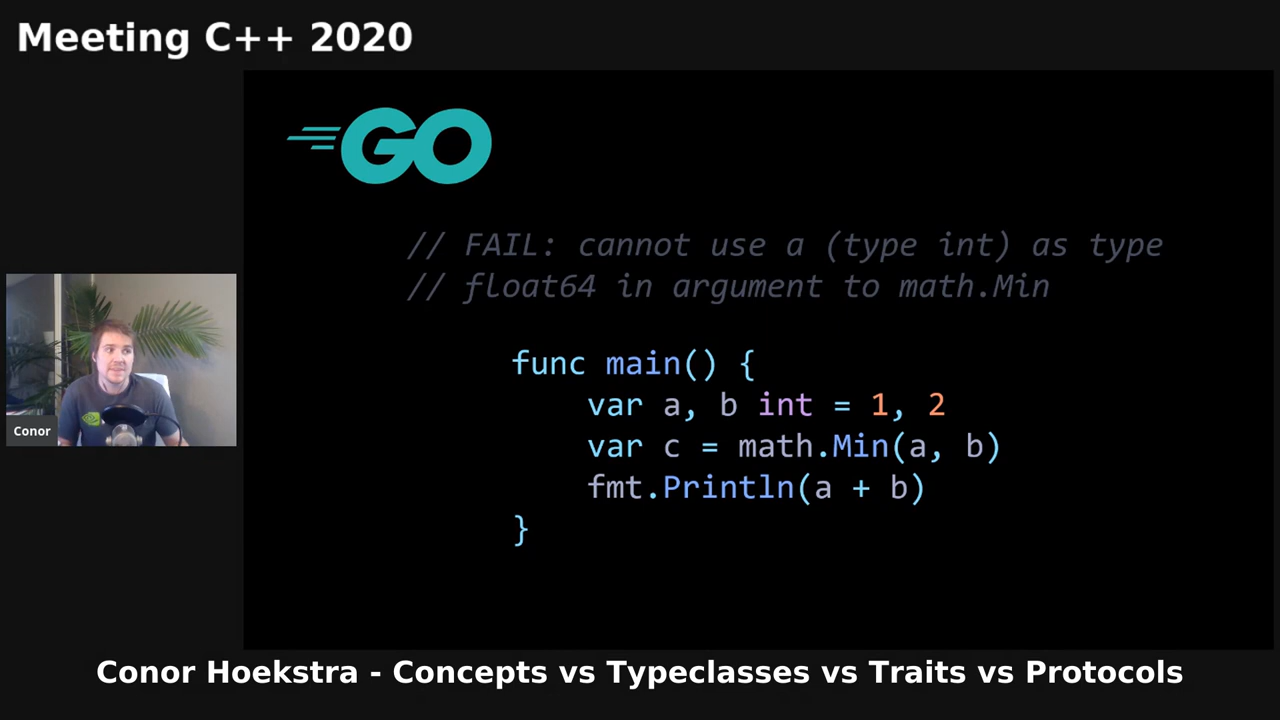 Meeting C++ 2020
GO
// FAIL: cannot use a (type int) as type
// float64 in argument to math.Min
func main() {
    var a, b int = 1, 2
    var c = math.Min(a, b)
    fmt.Println(a + b)
}
Conor
Conor Hoekstra - Concepts vs Typeclasses vs Traits vs Protocols